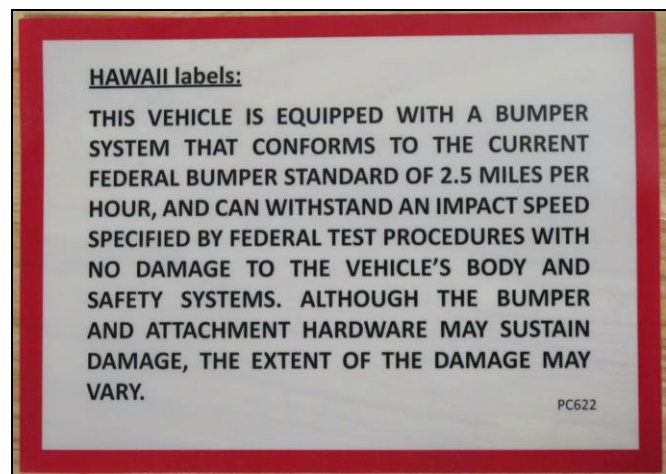 HAWAII labels:
THIS VEHICLE IS EQUIPPED WITH A BUMPER
SYSTEM THAT CONFORMS TO THE CURRENT
FEDERAL BUMPER STANDARD OF 2.5 MILES PER
HOUR, AND CAN WITHSTAND AN IMPACT SPEED
SPECIFIED BY FEDERAL TEST PROCEDURES WITH
NO DAMAGE TO THE VEHICLE’S BODY AND
SAFETY SYSTEMS. ALTHOUGH THE BUMPER
AND ATTACHMENT HARDWARE MAY SUSTAIN
DAMAGE, THE EXTENT OF THE DAMAGE MAY
VARY.
PC622